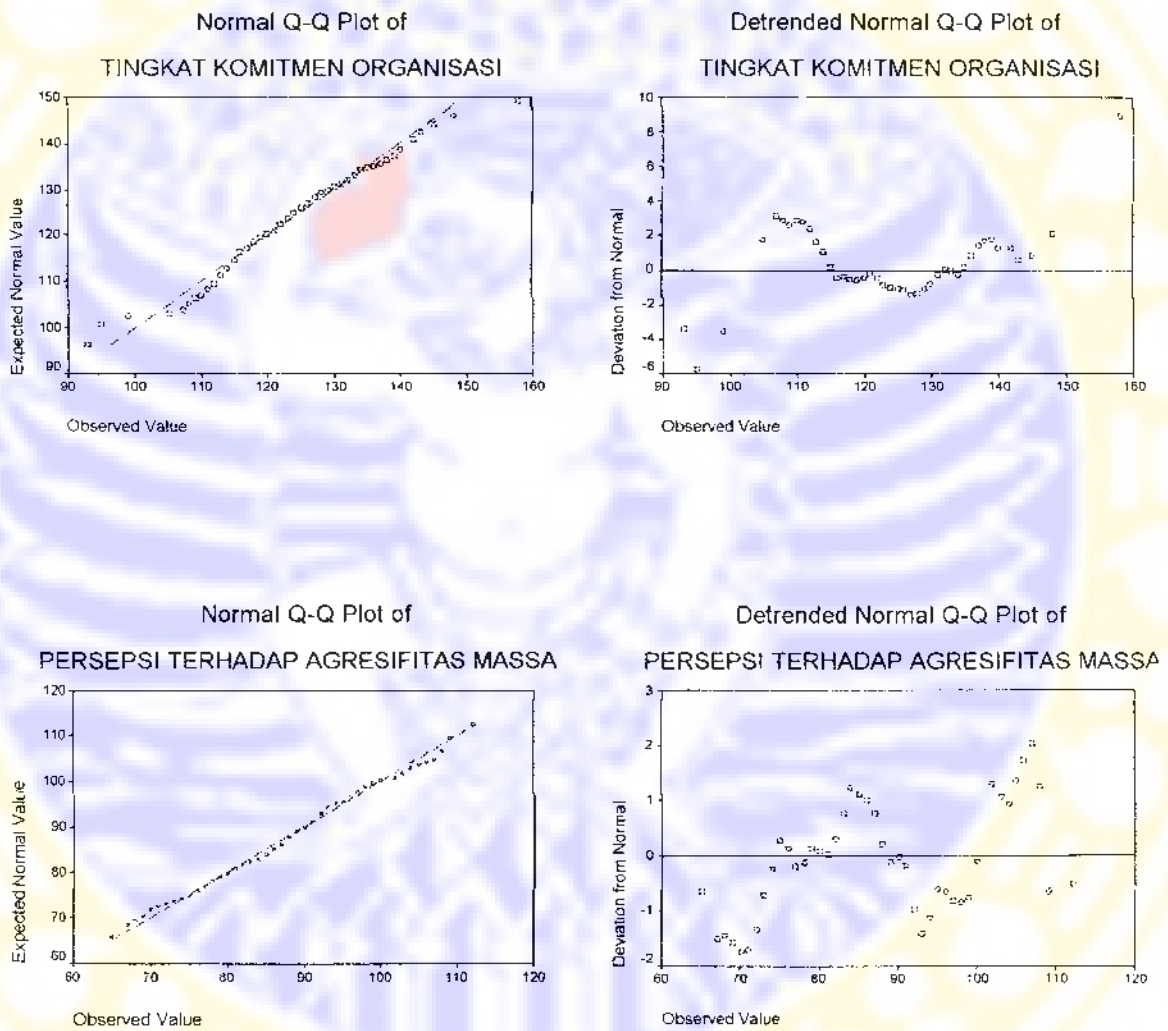 Normal Q-Q Plot of
TINGKAT KOMITMEN ORGANISASI
150
140
130
120
110
100
90
90 100 110 120 130 140 150 160
Expected Normal Value
Observed Value
Detrended Normal Q-Q Plot of
TINGKAT KOMITMEN ORGANISASI
10
8
6
4
2
0
-2
-4
-6
90 100 110 120 130 140 150 160
Deviation from Normal
Observed Value
Normal Q-Q Plot of
PERSEPSI TERHADAP AGRESIFITAS MASSA
120
110
100
90
80
70
60
60 70 80 90 100 110 120
Expected Normal Value
Observed Value
Detrended Normal Q-Q Plot of
PERSEPSI TERHADAP AGRESIFITAS MASSA
3
2
1
0
-1
-2
60 70 80 90 100 110 120
Deviation from Normal
Observed Value